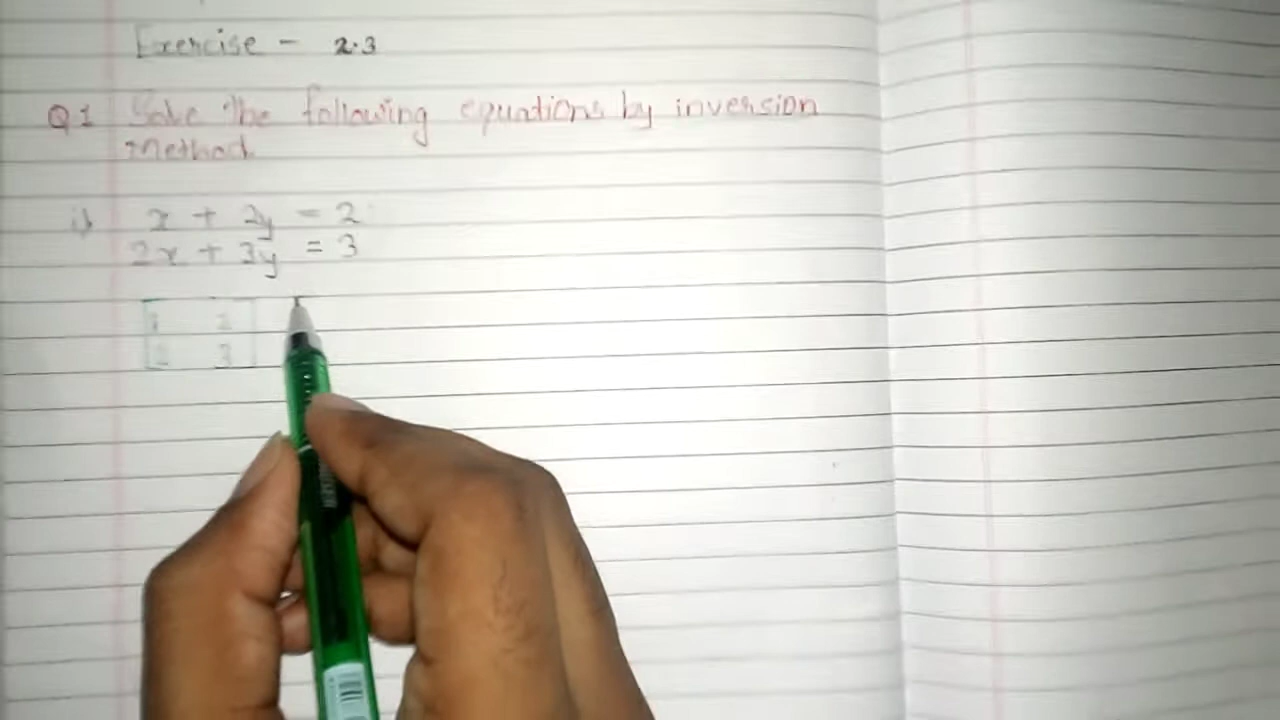 Exercise - 2.3
Q1 Solve the following equations by inversion
Method
i) x + 2y = 2
2x + 3y = 3
1 2
2 3